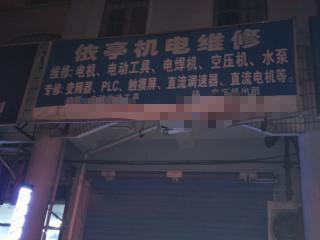 依享机电维修
维修:电机、电动工具、电焊机、空压机、水泵
专修:变频器、PLC、触摸屏、直流调速器、直流电机等